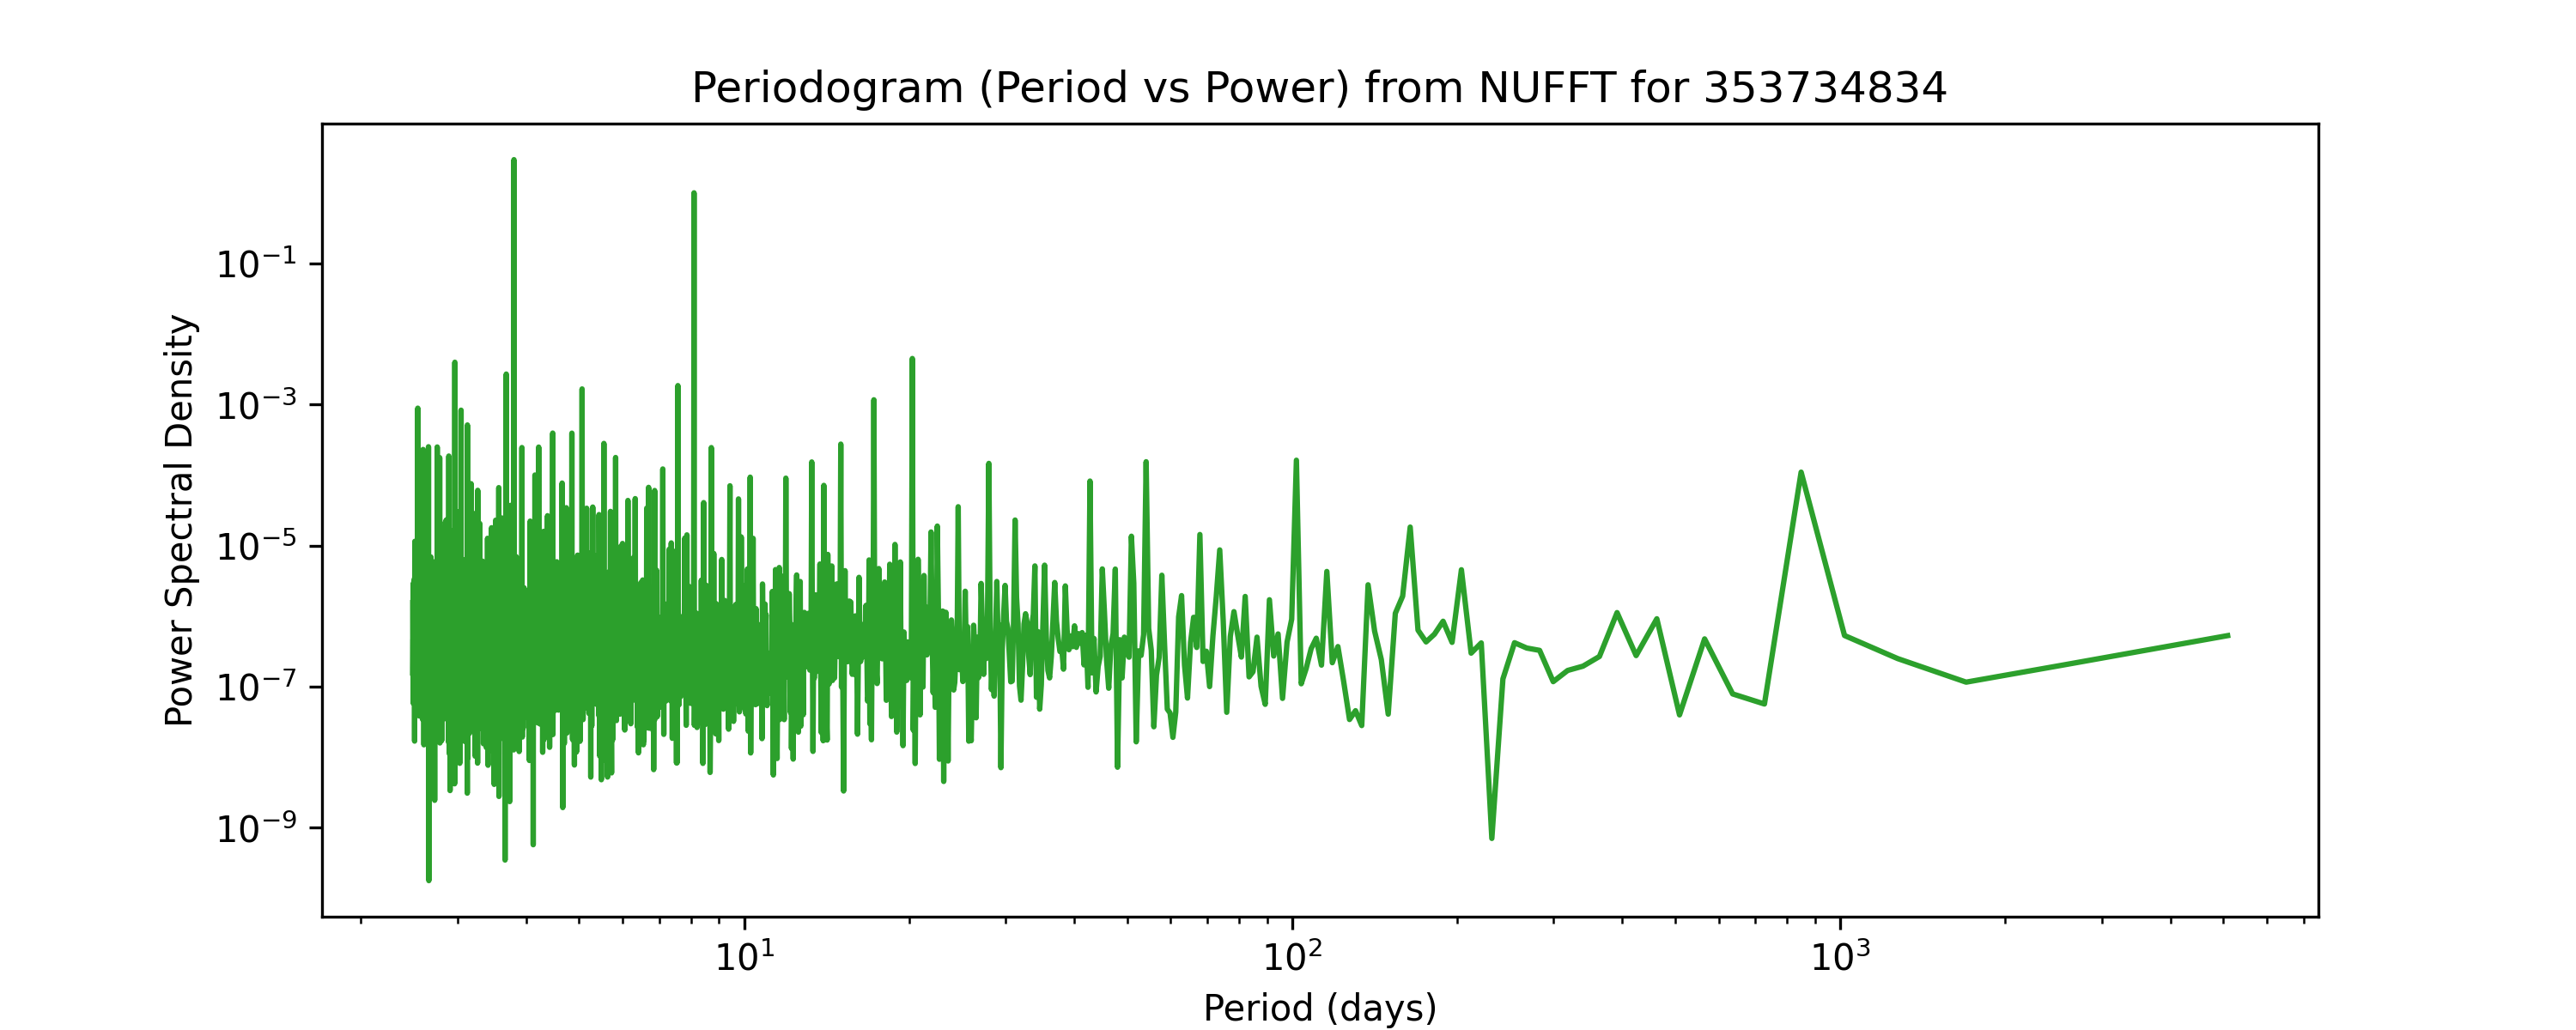 Periodogram (Period vs Power) from NUFFT for 353734834
Power Spectral Density
10⁻¹
10⁻³
10⁻⁵
10⁻⁷
10⁻⁹
10¹ 10² 10³
Period (days)